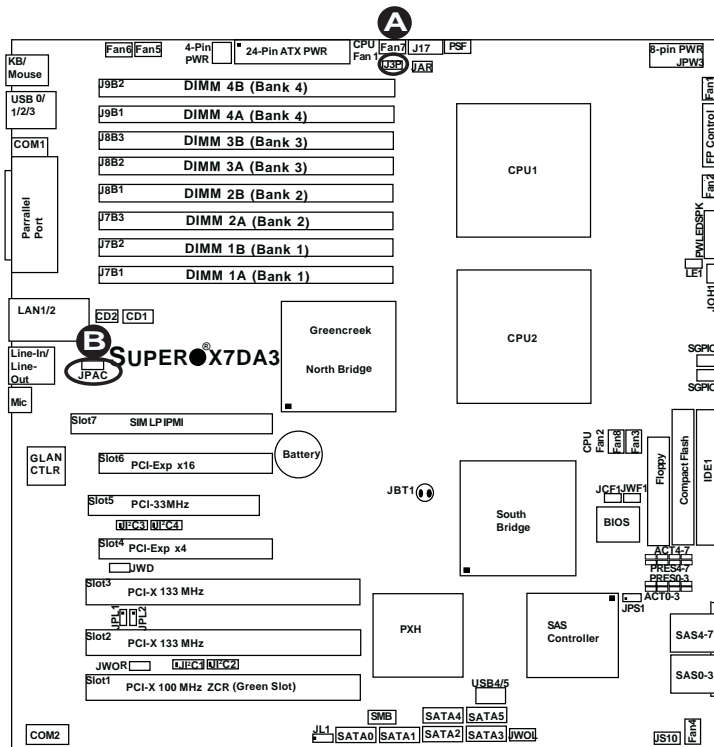 A
Fan6 Fan5 4-Pin PWR 24-Pin ATX PWR CPU Fan 1 Fan7 J17 PSF
J3P JAR
8-pin PWR JPW3
KB/ Mouse
USB 0/ 1/2/3
COM1
Parrallel Port
LAN1/2
CD2 CD1
J9B2 DIMM 4B (Bank 4)
J9B1 DIMM 4A (Bank 4)
J8B3 DIMM 3B (Bank 3)
J8B2 DIMM 3A (Bank 3)
J8B1 DIMM 2B (Bank 2)
J7B3 DIMM 2A (Bank 2)
J7B2 DIMM 1B (Bank 1)
J7B1 DIMM 1A (Bank 1)
CPU1
CPU2
Fan1
FP Control
Fan2
PWLEDSPK
LE1
JOH1
SGPIO
SGPIO
B
SUPER®X7DA3
JPAC
Line-In/ Line- Out
Mic
Greencreek
North Bridge
Slot7 SIMLP IPMI
GLAN CTLR
Slot6 PCI-Exp x16
Battery
Slot5 PCI-33MHz
JI²C3 JI²C4
Slot4 PCI-Exp x4
JWD
Slot3 PCI-X 133 MHz
JPL1 JPL2
Slot2 PCI-X 133 MHz
JWOR JI²C1 JI²C2
Slot1 PCI-X 100 MHz ZCR (Green Slot)
CPU Fan2 Fan8 Fan3
Floppy
Compact Flash
IDE1
JBT1
South Bridge
JCF1 JWF1
BIOS
ACT4-7
PRES4-7
PRES0-3
ACT0-3
JPS1
PXH
SAS Controller
SAS4-7
SAS0-3
USB4/5
SMB SATA4 SATA5
COM2 JL1 SATA0 SATA1 SATA2 SATA3 JWOL
JS10 Fan4